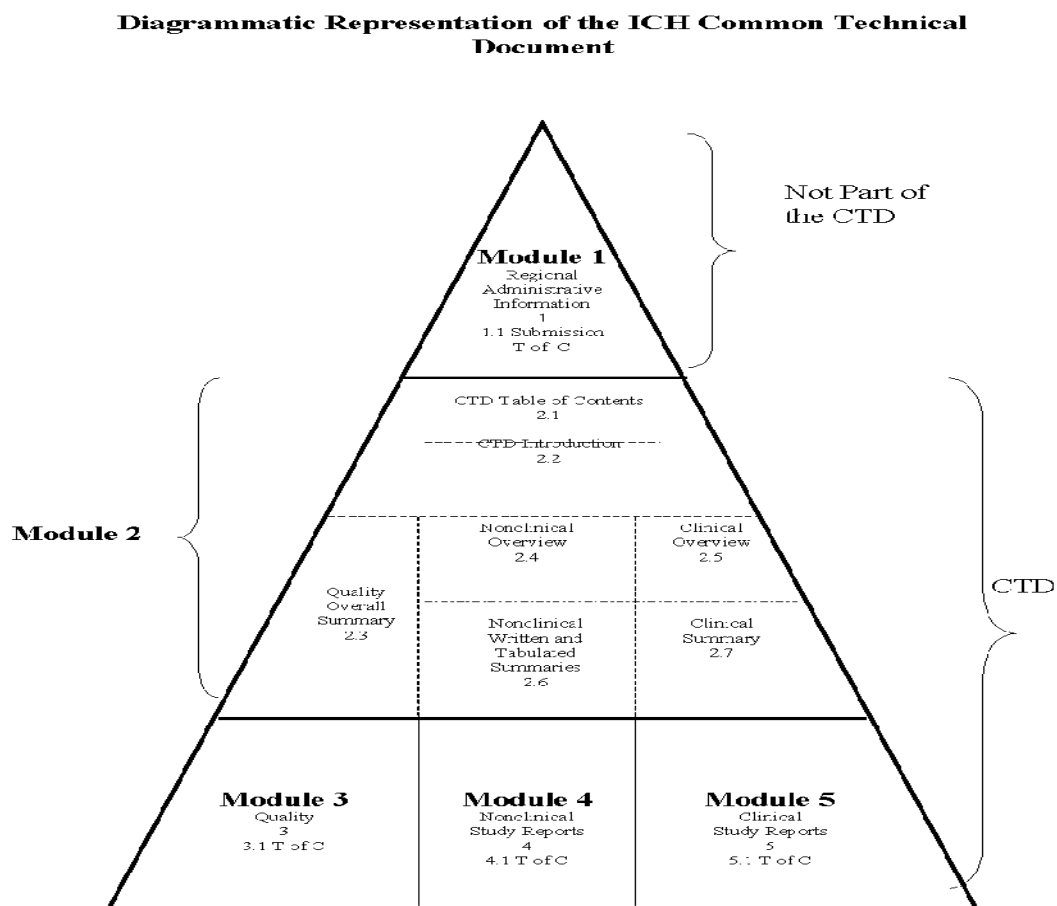 Diagrammatic Representation of the ICH Common Technical
Document
Not Part of
the CTD
Module 1
Regional
Administrative
Information
1
1.1 Submission
T of C
CTD Table of Contents
2.1
CTD Introduction
2.2
Module 2
Nonclinical
Overview
2.4
Clinical
Overview
2.5
CTD
Quality
Overall
Summary
2.3
Nonclinical
Written and
Tabulated
Summaries
2.6
Clinical
Summary
2.7
Module 3
Quality
3
3.1 T of C
Module 4
Nonclinical
Study Reports
4
4.1 T of C
Module 5
Clinical
Study Reports
5
5.1 T of C